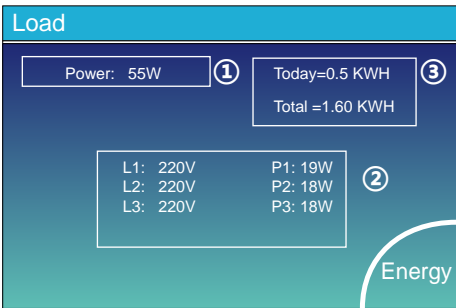 Load
Power: 55W ①
Today=0.5 KWH ③
Total =1.60 KWH
L1: 220V P1: 19W
L2: 220V P2: 18W ②
L3: 220V P3: 18W
Energy